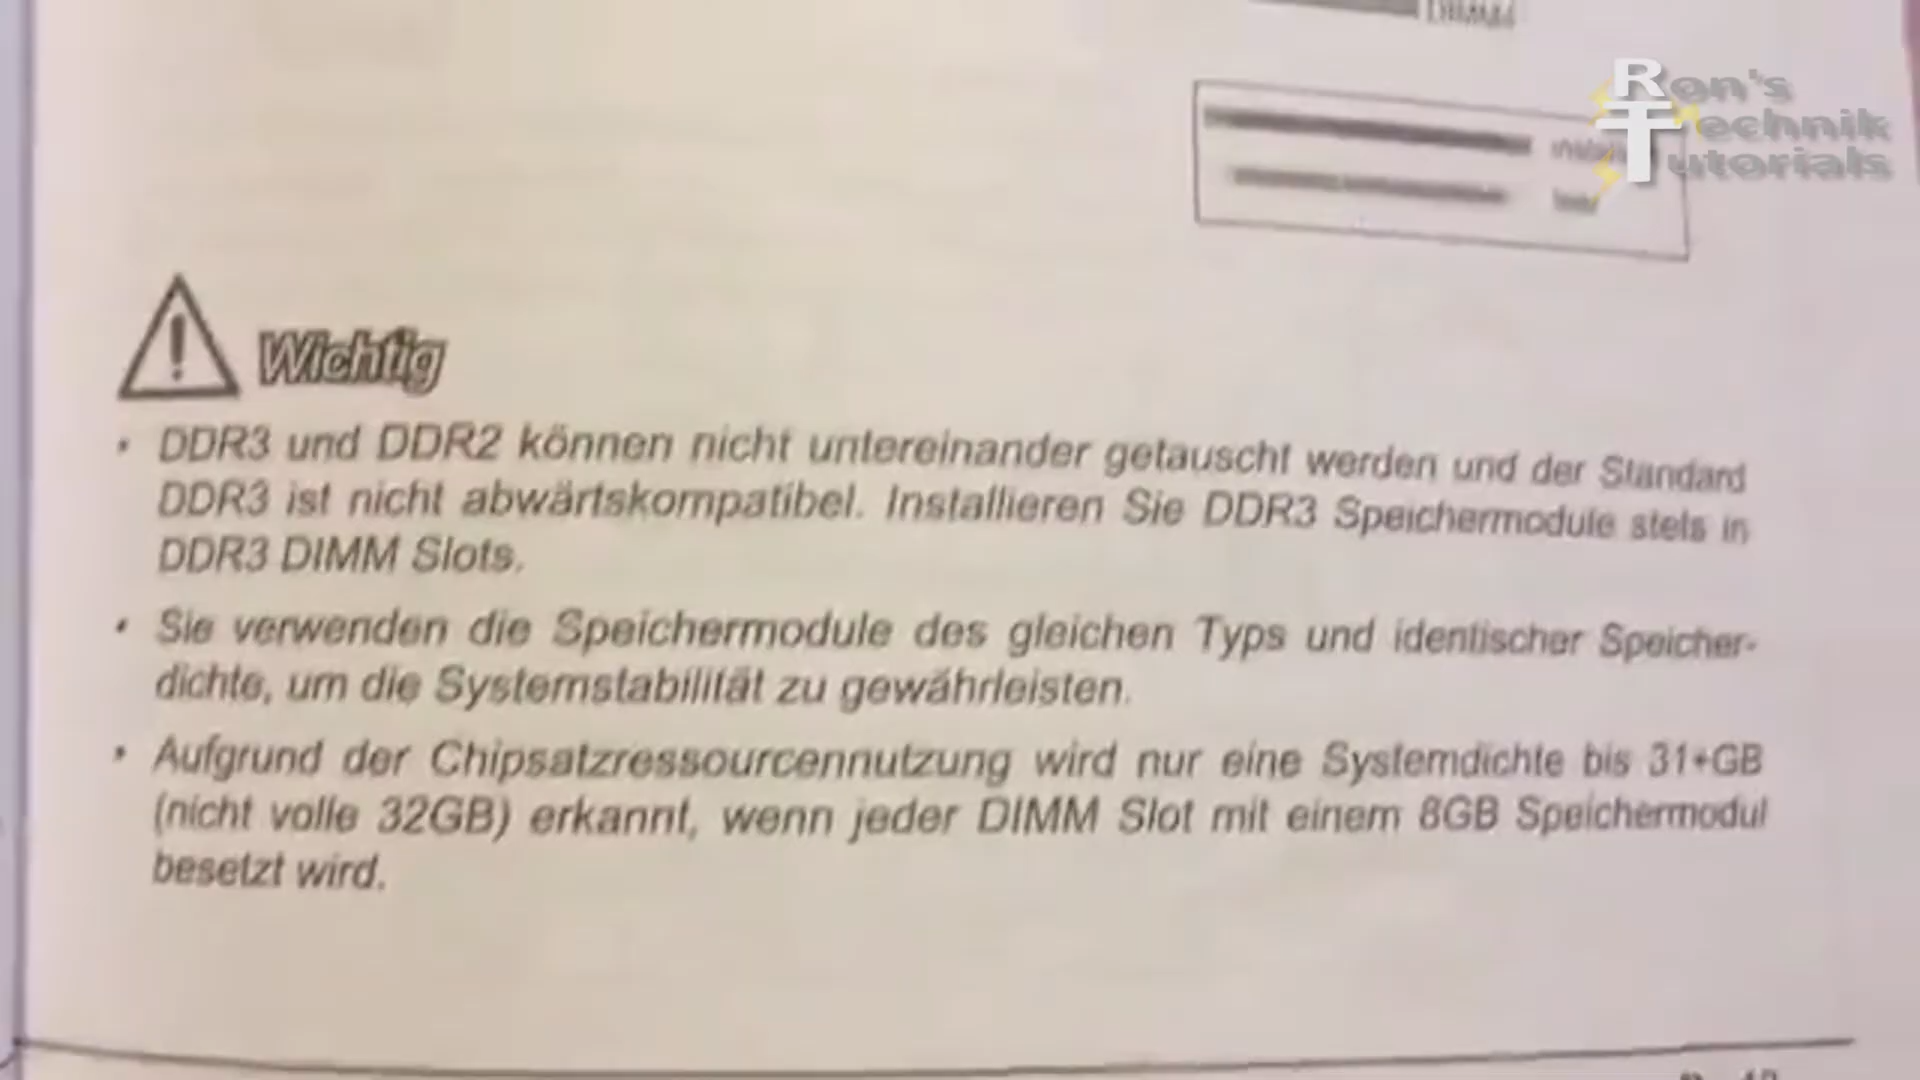 DIMM
Ron's
Technik
Tutorials
Wichtig
• DDR3 und DDR2 können nicht untereinander getauscht werden und der Standard
DDR3 ist nicht abwärtskompatibel. Installieren Sie DDR3 Speichermodule stets in
DDR3 DIMM Slots.
• Sie verwenden die Speichermodule des gleichen Typs und identischer Speicher-
dichte, um die Systemstabilität zu gewährleisten.
• Aufgrund der Chipsatzressourcennutzung wird nur eine Systemdichte bis 31+GB
(nicht volle 32GB) erkannt, wenn jeder DIMM Slot mit einem 8GB Speichermodul
besetzt wird.